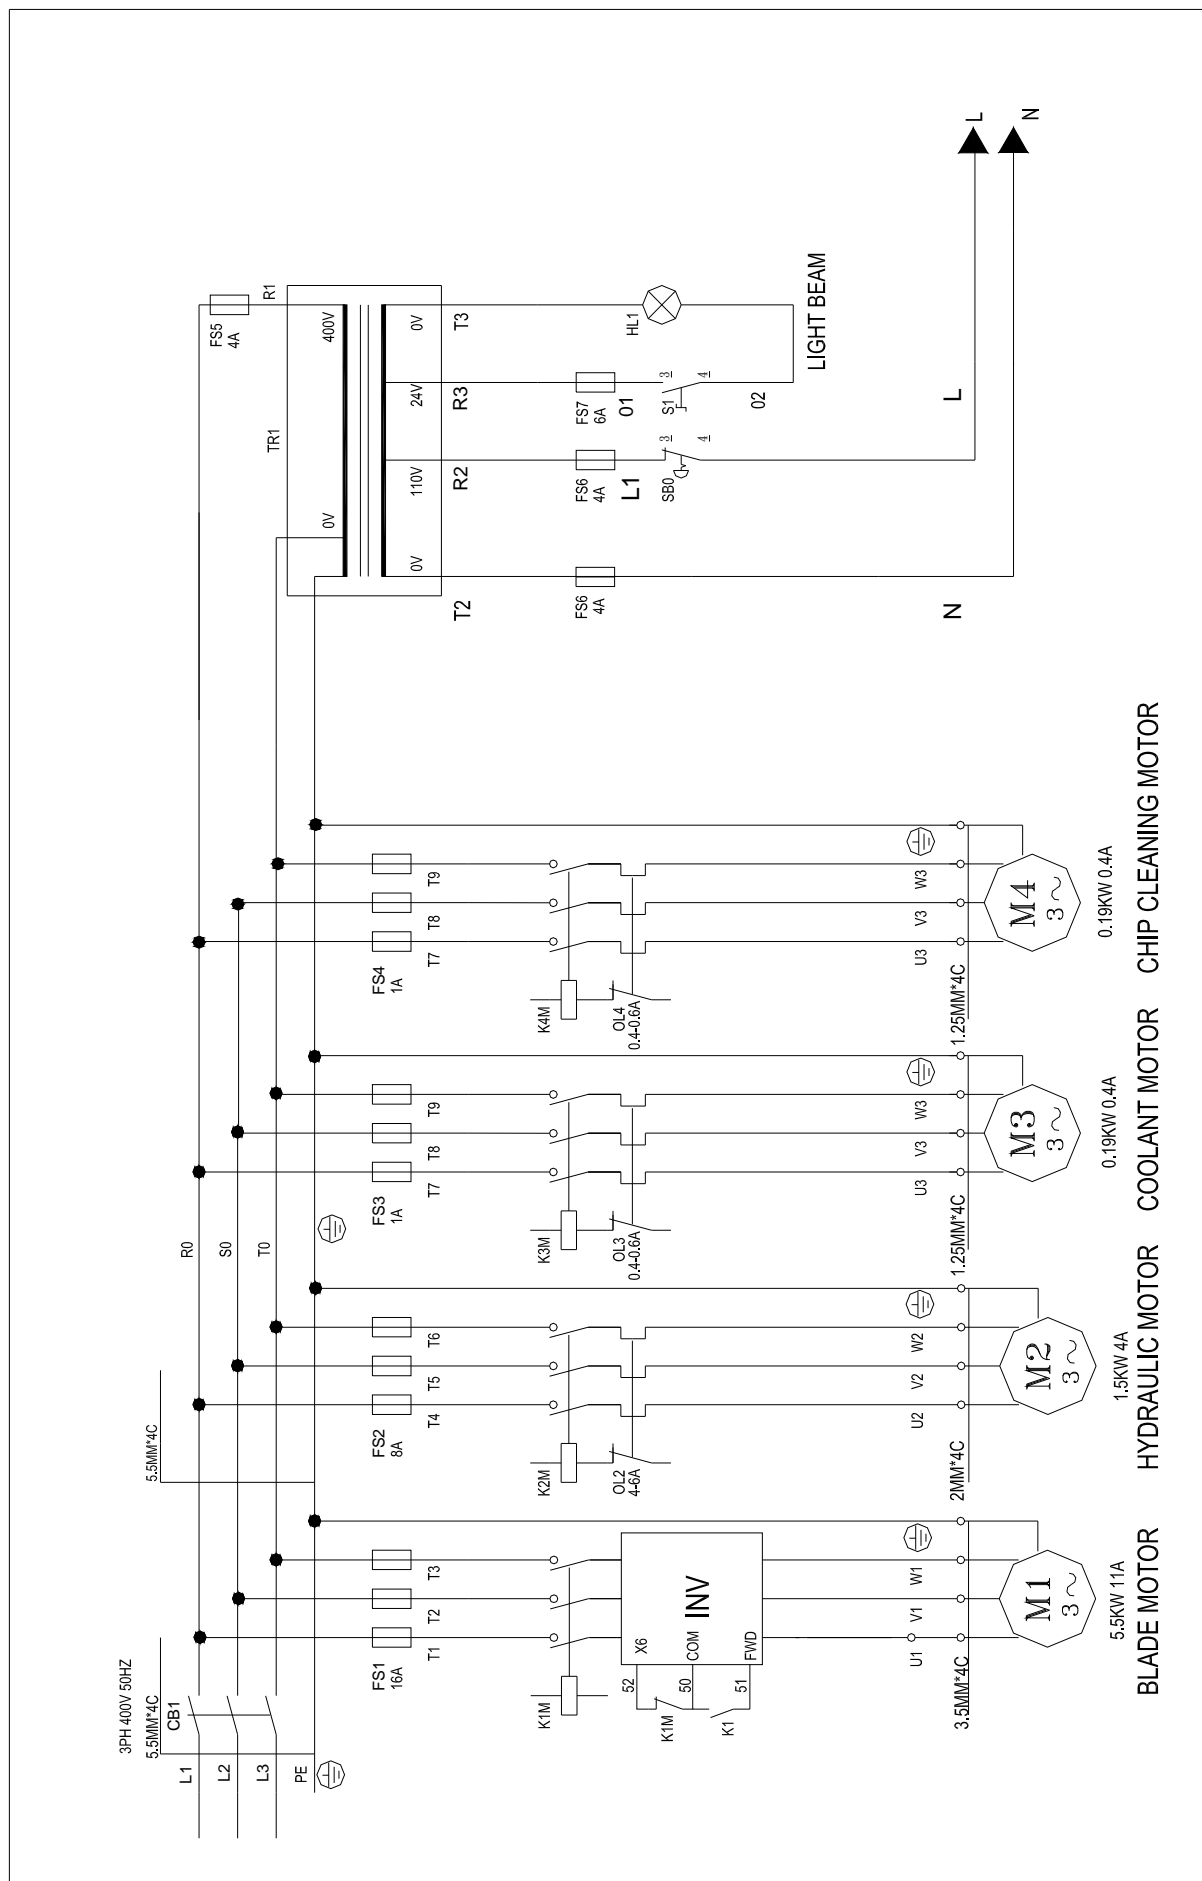 3PH 400V 50HZ
5.5MM*4C
CB1
L1
L2
L3
PE
5.5MM*4C
R0
S0
T0
FS1
16A
T1
T2
T3
K1M
INV
X6
COM
FWD
52
50
51
K1M
K1
U1
V1
W1
3.5MM*4C
M1
3～
5.5KW 11A
BLADE MOTOR
FS2
8A
T4
T5
T6
K2M
OL2
4-6A
U2
V2
W2
2MM*4C
M2
3～
1.5KW 4A
HYDRAULIC MOTOR
FS3
1A
T7
T8
T9
K3M
OL3
0.4-0.6A
U3
V3
W3
1.25MM*4C
M3
3～
0.19KW 0.4A
COOLANT MOTOR
FS4
1A
T7
T8
T9
K4M
OL4
0.4-0.6A
U3
V3
W3
1.25MM*4C
M4
3～
0.19KW 0.4A
CHIP CLEANING MOTOR
FS5
4A
R1
TR1
0V
400V
0V
110V
24V
0V
T2
R2
R3
T3
FS6
4A
FS6
4A
L1
FS7
6A
01
SB0
3
4
S1
3
4
02
HL1
LIGHT BEAM
N
L
L
N